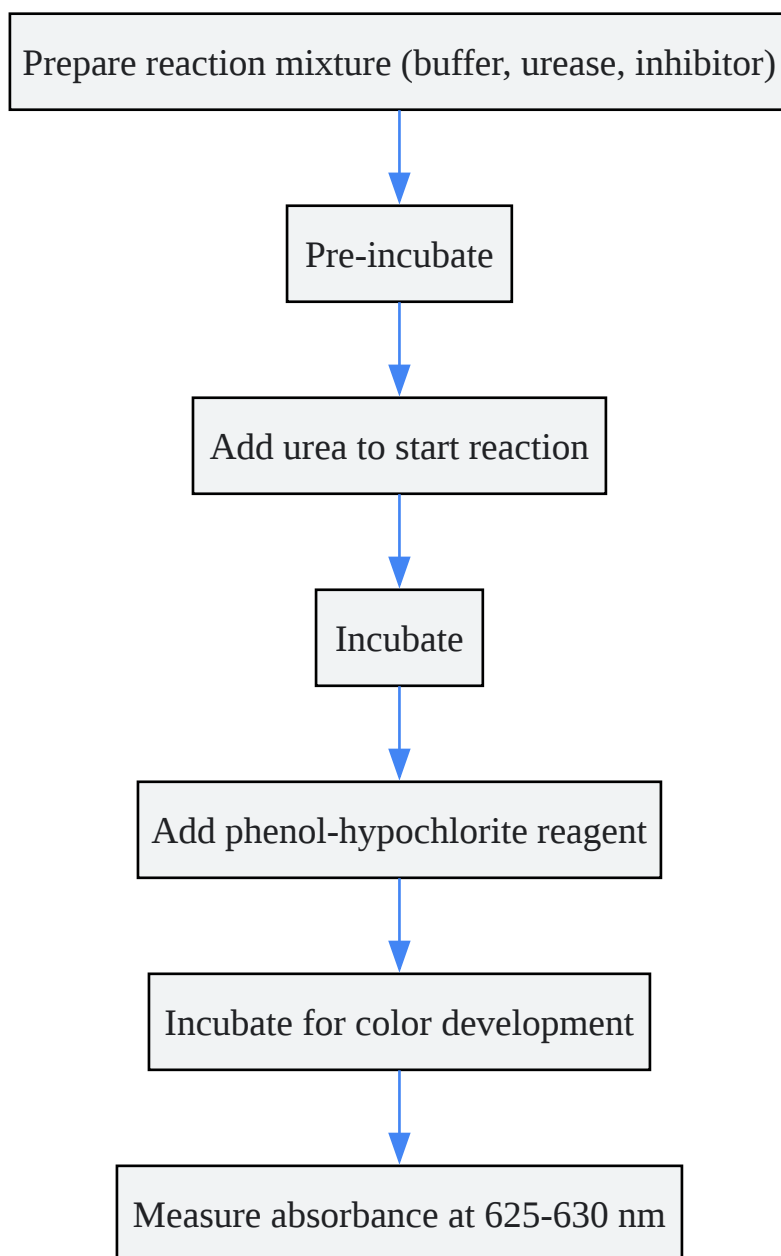 Prepare reaction mixture (buffer, urease, inhibitor)
Pre-incubate
Add urea to start reaction
Incubate
Add phenol-hypochlorite reagent
Incubate for color development
Measure absorbance at 625-630 nm